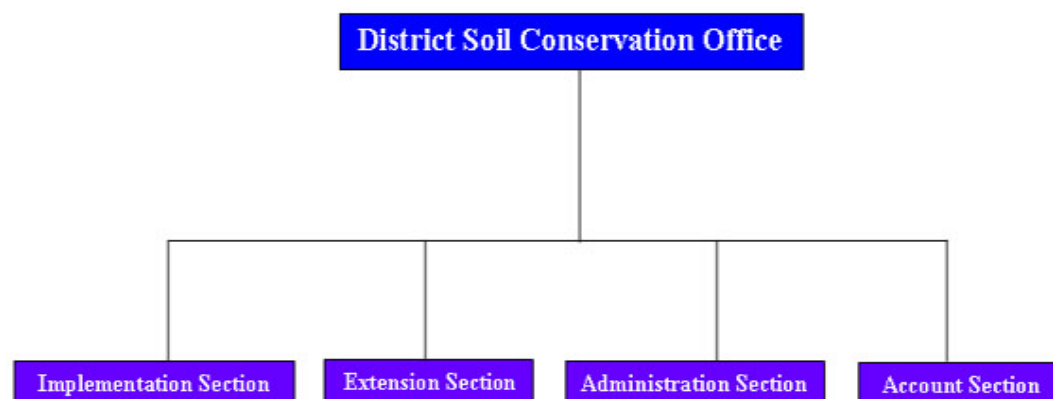 District Soil Conservation Office
Implementation Section
Extension Section
Administration Section
Account Section